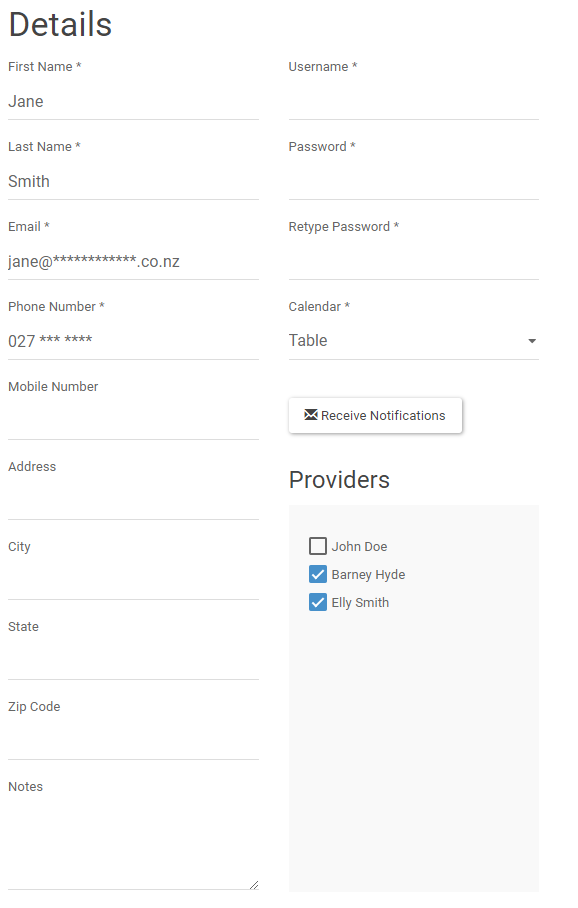 Details
First Name *
Jane
Last Name *
Smith
Email *
jane@************.co.nz
Phone Number *
027 *** ****
Mobile Number
Address
City
State
Zip Code
Notes
Username *
Password *
Retype Password *
Calendar *
Table
Receive Notifications
Providers
John Doe
Barney Hyde
Elly Smith